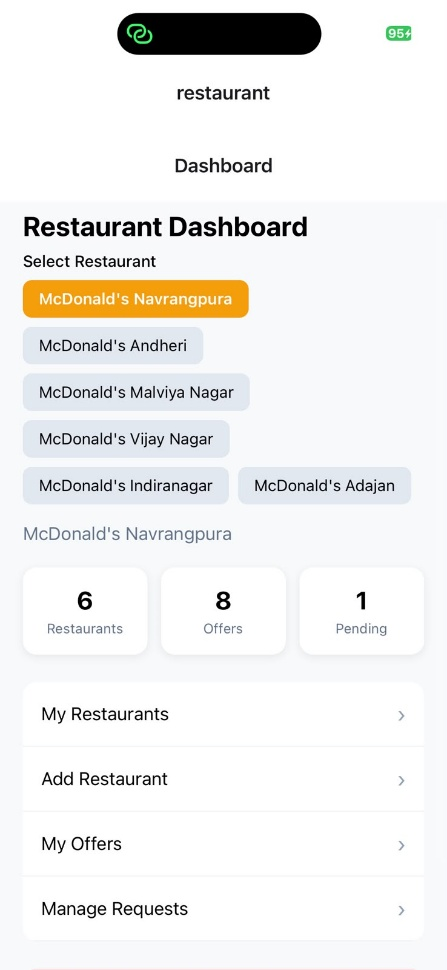 95
restaurant
Dashboard
Restaurant Dashboard
Select Restaurant
McDonald's Navrangpura
McDonald's Andheri
McDonald's Malviya Nagar
McDonald's Vijay Nagar
McDonald's Indiranagar McDonald's Adajan
McDonald's Navrangpura
6 8 1
Restaurants Offers Pending
My Restaurants
Add Restaurant
My Offers
Manage Requests